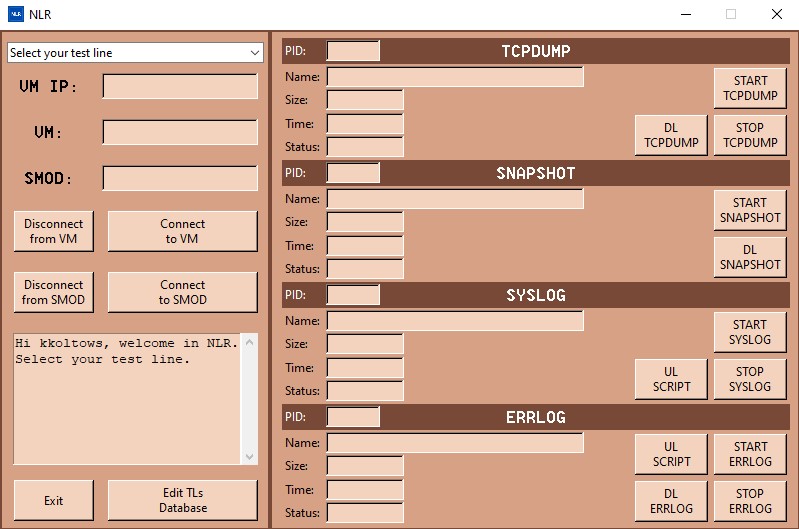 NLR NLR
Select your test line
VM IP:
VM:
SMOD:
Disconnect
from VM
Connect
to VM
Disconnect
from SMOD
Connect
to SMOD
Hi kkoltows, welcome in NLR.
Select your test line.
Exit
Edit TLs
Database
PID: TCPDUMP
Name:
Size:
Time:
Status:
START
TCPDUMP
DL
TCPDUMP
STOP
TCPDUMP
PID: SNAPSHOT
Name:
Size:
Time:
Status:
START
SNAPSHOT
DL
SNAPSHOT
PID: SYSLOG
Name:
Size:
Time:
Status:
START
SYSLOG
UL
SCRIPT
STOP
SYSLOG
PID: ERRLOG
Name:
Size:
Time:
Status:
UL
SCRIPT
START
ERRLOG
DL
ERRLOG
STOP
ERRLOG